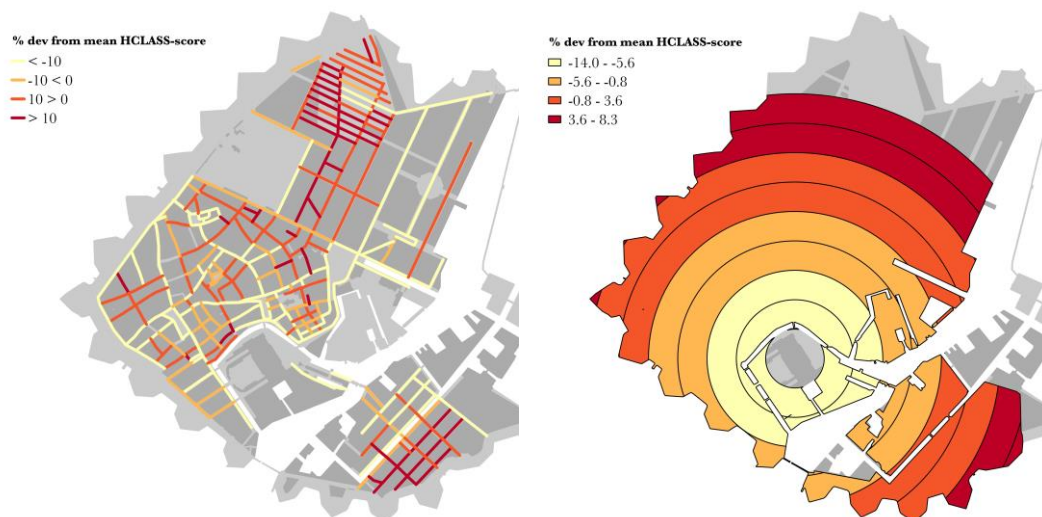 % dev from mean HCLASS-score
< -10
-10 < 0
10 > 0
> 10
% dev from mean HCLASS-score
-14.0 - -5.6
-5.6 - -0.8
-0.8 - 3.6
3.6 - 8.3